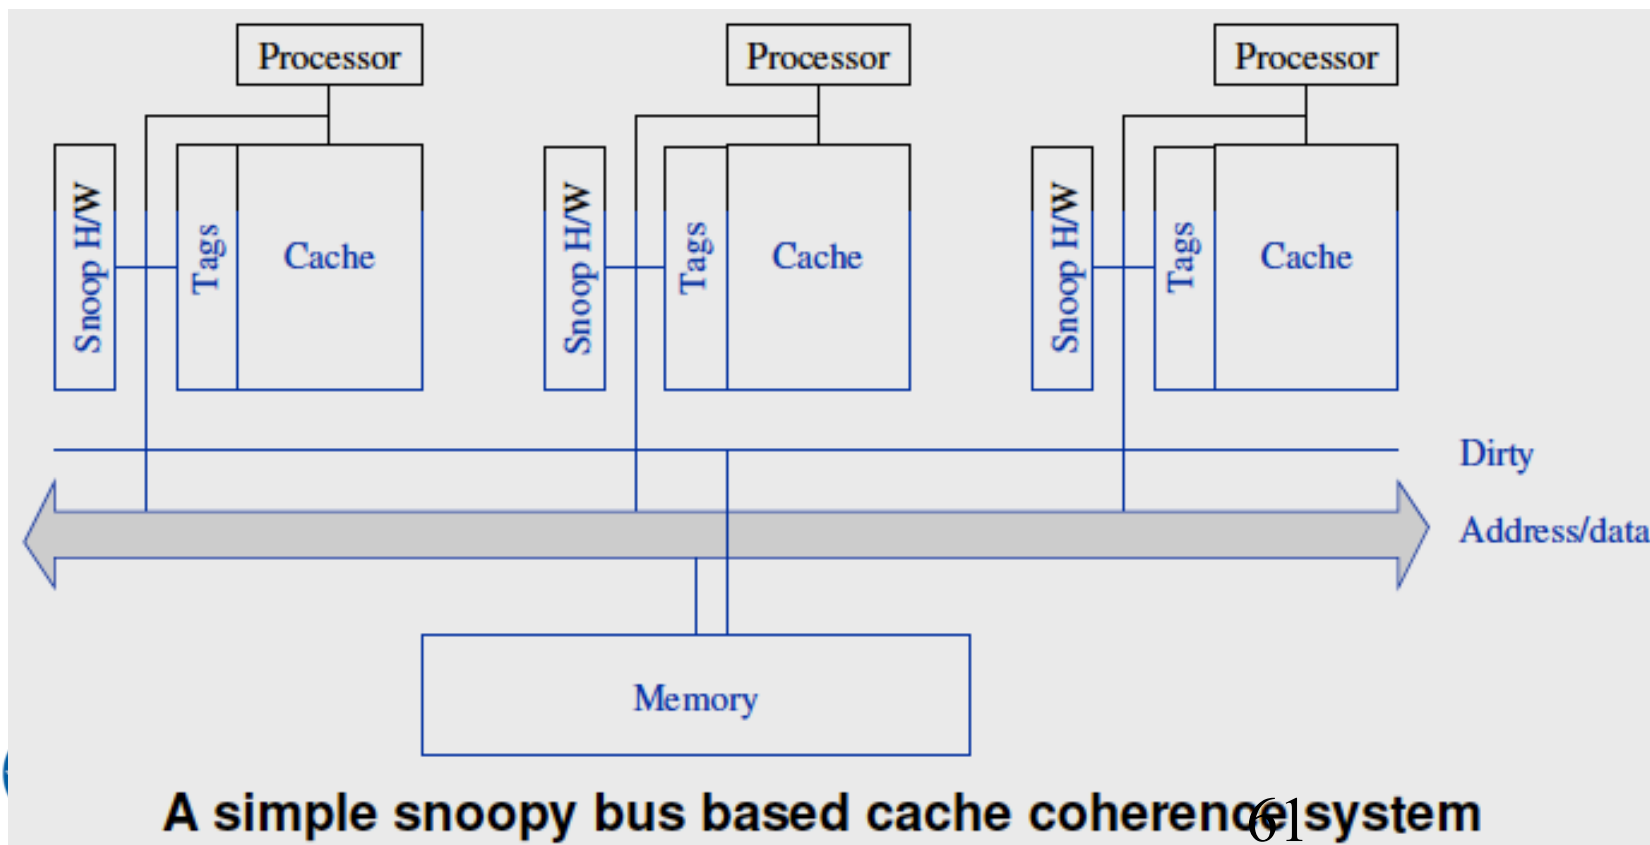 Processor Processor Processor
Snoop H/W Tags Cache Snoop H/W Tags Cache Snoop H/W Tags Cache
Dirty
Address/data
Memory
A simple snoopy bus based cache coherence system
61